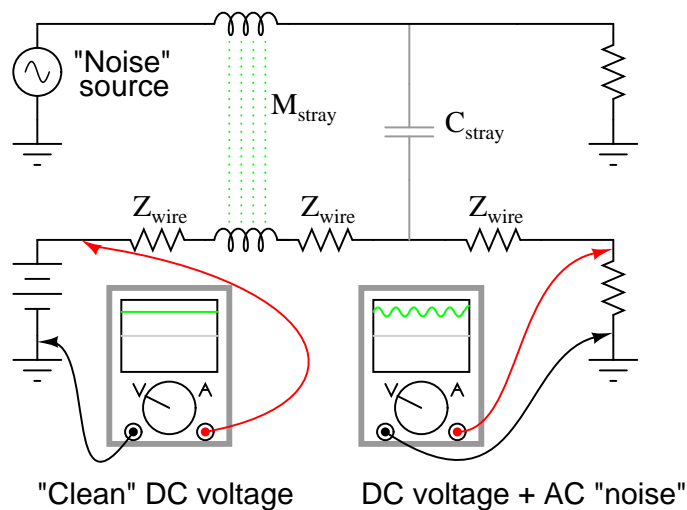 "Noise"
source
Mstray
Cstray
Zwire
Zwire
Zwire
V A
V A
"Clean" DC voltage
DC voltage + AC "noise"